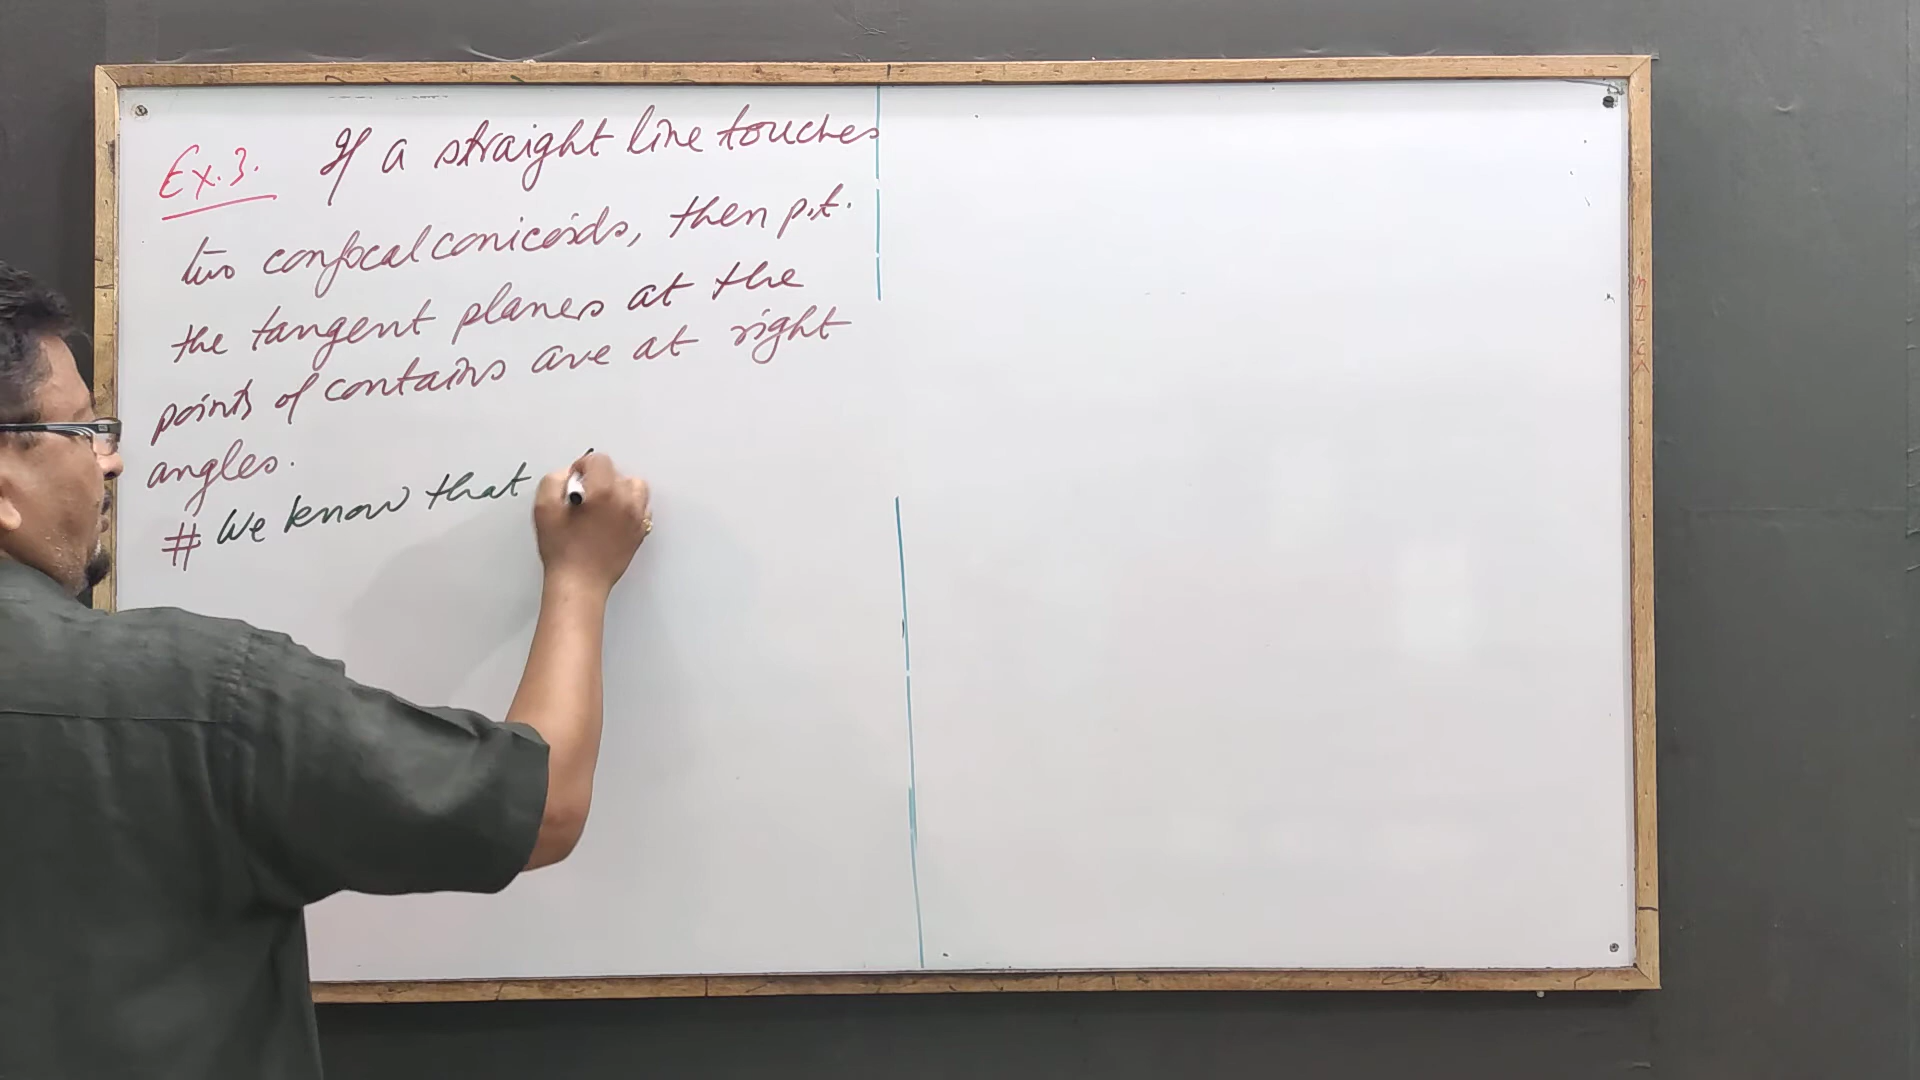 Ex.3. If a straight line touches
two confocal conicoids, then p.t.
the tangent planes at the
points of contains are at right
angles.
# We know that